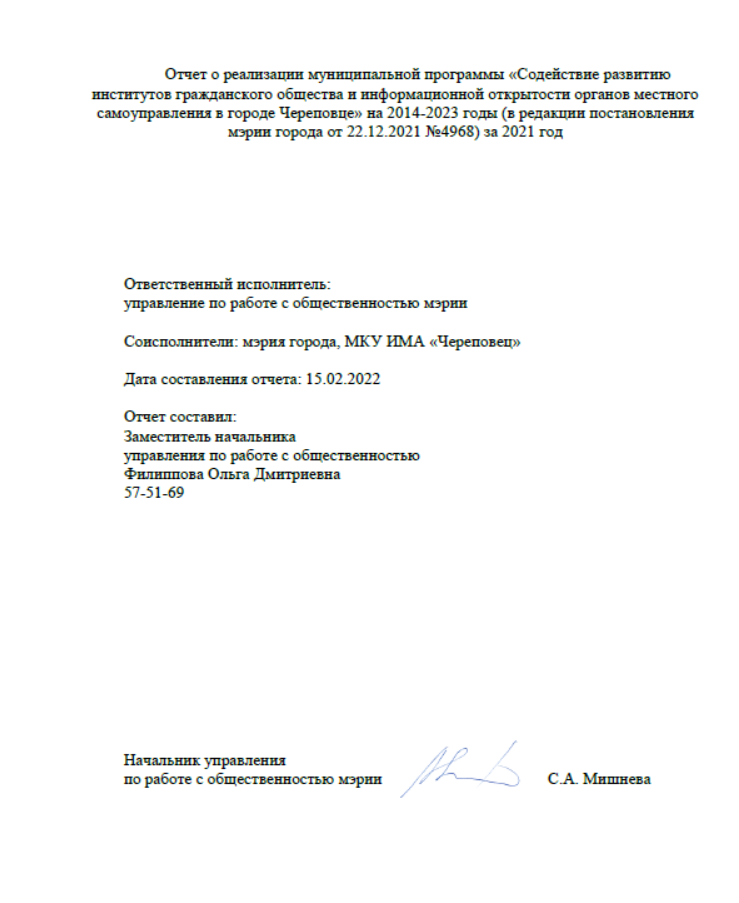 Отчет о реализации муниципальной программы «Содействие развитию
институтов гражданского общества и информационной открытости органов местного
самоуправления в городе Череповце» на 2014-2023 годы (в редакции постановления
мэрии города от 22.12.2021 №4968) за 2021 год
Ответственный исполнитель:
управление по работе с общественностью мэрии
Соисполнители: мэрия города, МКУ ИМА «Череповец»
Дата составления отчета: 15.02.2022
Отчет составил:
Заместитель начальника
управления по работе с общественностью
Филиппова Ольга Дмитриевна
57-51-69
Начальник управления
по работе с общественностью мэрии С.А. Мишнева